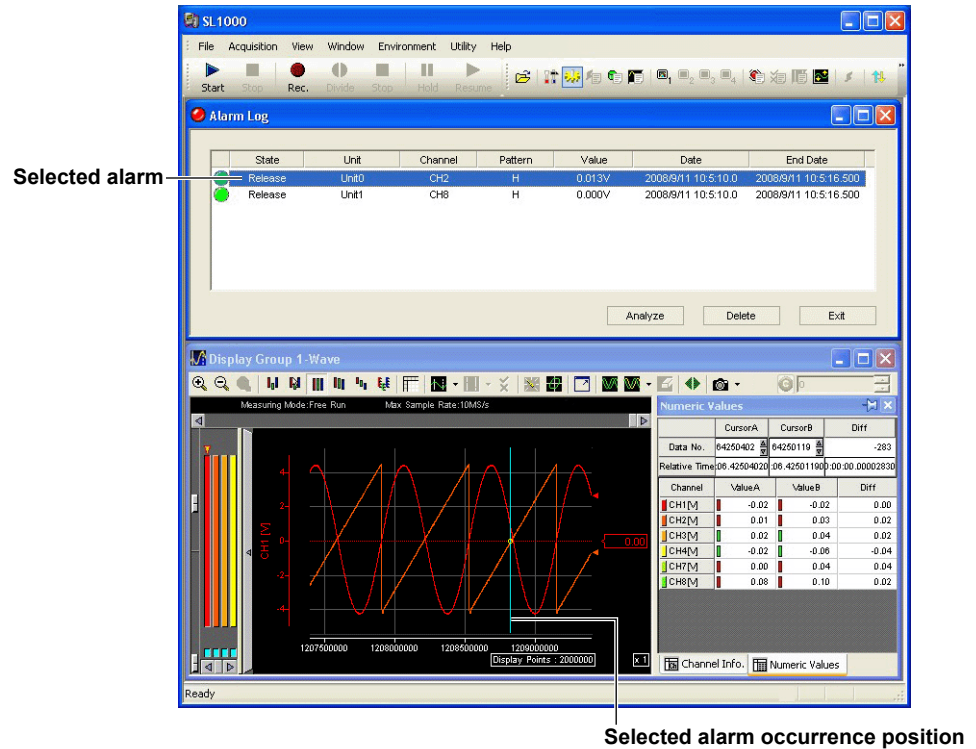 SL1000
File Acquisition View Window Environment Utility Help
Start Stop Rec. Divide Stop Hold Resume
Alarm Log
State Unit Channel Pattern Value Date End Date
Selected alarm
Release Unit0 CH2 H 0.013V 2008/9/11 10:5:10.0 2008/9/11 10:5:16.500
Release Unit1 CH8 H 0.000V 2008/9/11 10:5:10.0 2008/9/11 10:5:16.500
Analyze Delete Exit
Display Group 1-Wave
Measuring Mode:Free Run Max Sample Rate:10MS/s
4
2
0
-2
-4
CH1 [V]
0.00
1207500000 1208000000 1208500000 1209000000
Display Points : 2000000
x 1
Numeric Values
CursorA CursorB Diff
Data No. 64250402 64250119 -283
Relative Time :06.42504020 :06.42501190 0:00:00.00002830
Channel ValueA ValueB Diff
CH1[V] -0.02 -0.02 0.00
CH2[V] 0.01 0.03 0.02
CH3[V] 0.02 0.04 0.02
CH4[V] -0.02 -0.06 -0.04
CH7[V] 0.00 0.04 0.04
CH8[V] 0.08 0.10 0.02
Channel Info. Numeric Values
Ready
Selected alarm occurrence position